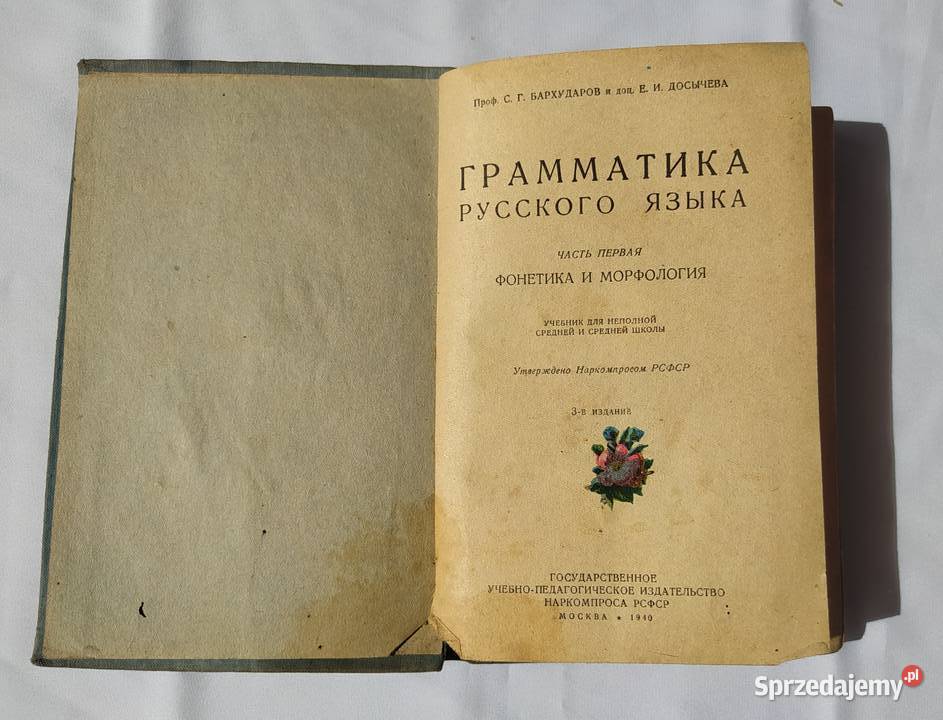 Проф. С. Г. БАРХУДАРОВ и доц. Е. И. ДОСЫЧЕВА
ГРАММАТИКА
РУССКОГО ЯЗЫКА
ЧАСТЬ ПЕРВАЯ
ФОНЕТИКА И МОРФОЛОГИЯ
УЧЕБНИК ДЛЯ НЕПОЛНОЙ
СРЕДНЕЙ И СРЕДНЕЙ ШКОЛЫ
Утверждено Наркомпросом РСФСР
3-е ИЗДАНИЕ
ГОСУДАРСТВЕННОЕ
УЧЕБНО-ПЕДАГОГИЧЕСКОЕ ИЗДАТЕЛЬСТВО
НАРКОМПРОСА РСФСР
МОСКВА ★ 1940
Sprzedajemy.pl